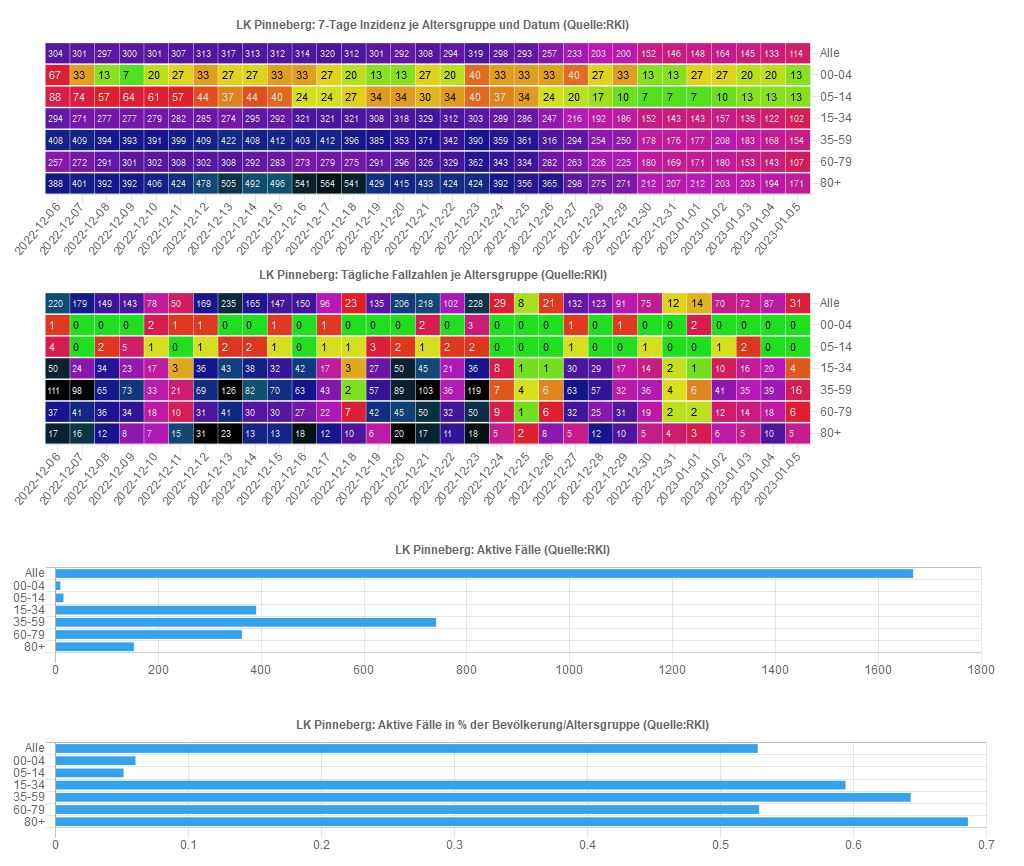 LK Pinneberg: 7-Tage Inzidenz je Altersgruppe und Datum (Quelle:RKI)
304 301 297 300 301 307 313 317 313 312 314 320 312 301 292 308 294 319 298 293 257 233 203 200 152 146 148 164 145 133 114 Alle
67 33 13 7 20 27 33 27 27 33 33 27 20 13 13 27 20 40 33 33 33 40 27 33 13 13 27 27 20 20 13 00-04
88 74 57 64 61 57 44 37 44 40 24 24 27 34 34 30 34 40 37 34 24 20 17 10 7 7 7 10 13 13 13 05-14
294 271 277 277 279 282 285 274 295 292 321 321 321 308 318 329 312 303 289 286 247 216 192 186 152 143 143 157 135 122 102 15-34
408 409 394 393 391 399 409 422 408 412 403 412 396 385 353 371 342 390 359 361 316 294 254 250 178 177 177 208 183 168 154 35-59
257 272 291 301 302 308 302 308 292 283 273 279 275 291 296 326 329 362 343 334 282 263 226 225 180 169 171 180 153 143 107 60-79
388 401 392 392 406 424 478 505 492 496 541 564 541 429 415 433 424 424 392 356 365 298 275 271 212 207 212 203 203 194 171 80+
2022-12-06 2022-12-07 2022-12-08 2022-12-09 2022-12-10 2022-12-11 2022-12-12 2022-12-13 2022-12-14 2022-12-15 2022-12-16 2022-12-17 2022-12-18 2022-12-19 2022-12-20 2022-12-21 2022-12-22 2022-12-23 2022-12-24 2022-12-25 2022-12-26 2022-12-27 2022-12-28 2022-12-29 2022-12-30 2022-12-31 2023-01-01 2023-01-02 2023-01-03 2023-01-04 2023-01-05
LK Pinneberg: Tägliche Fallzahlen je Altersgruppe (Quelle:RKI)
220 179 149 143 78 50 169 235 165 147 150 96 23 135 206 218 102 228 29 8 21 132 123 91 75 12 14 70 72 87 31 Alle
1 0 0 0 2 1 1 0 0 1 0 1 0 0 0 2 0 3 0 0 0 1 0 1 0 0 2 0 0 0 0 00-04
4 0 2 5 1 0 1 2 2 1 0 1 1 3 2 1 2 2 0 0 0 1 0 0 1 0 0 1 2 0 0 05-14
50 24 34 23 17 3 36 43 38 32 42 17 3 27 50 45 21 36 8 1 1 30 29 17 14 2 1 10 16 20 4 15-34
111 98 65 73 33 21 69 126 82 70 63 43 2 57 89 103 36 119 7 4 6 63 57 32 36 4 6 41 35 39 16 35-59
37 41 36 34 18 10 31 41 30 30 27 22 7 42 45 50 32 50 9 1 6 32 25 31 19 2 2 12 14 18 6 60-79
17 16 12 8 7 15 31 23 13 13 18 12 10 6 20 17 11 18 5 2 8 5 12 10 5 4 3 6 5 10 5 80+
2022-12-06 2022-12-07 2022-12-08 2022-12-09 2022-12-10 2022-12-11 2022-12-12 2022-12-13 2022-12-14 2022-12-15 2022-12-16 2022-12-17 2022-12-18 2022-12-19 2022-12-20 2022-12-21 2022-12-22 2022-12-23 2022-12-24 2022-12-25 2022-12-26 2022-12-27 2022-12-28 2022-12-29 2022-12-30 2022-12-31 2023-01-01 2023-01-02 2023-01-03 2023-01-04 2023-01-05
LK Pinneberg: Aktive Fälle (Quelle:RKI)
Alle
00-04
05-14
15-34
35-59
60-79
80+
0 200 400 600 800 1000 1200 1400 1600 1800
LK Pinneberg: Aktive Fälle in % der Bevölkerung/Altersgruppe (Quelle:RKI)
Alle
00-04
05-14
15-34
35-59
60-79
80+
0 0.1 0.2 0.3 0.4 0.5 0.6 0.7